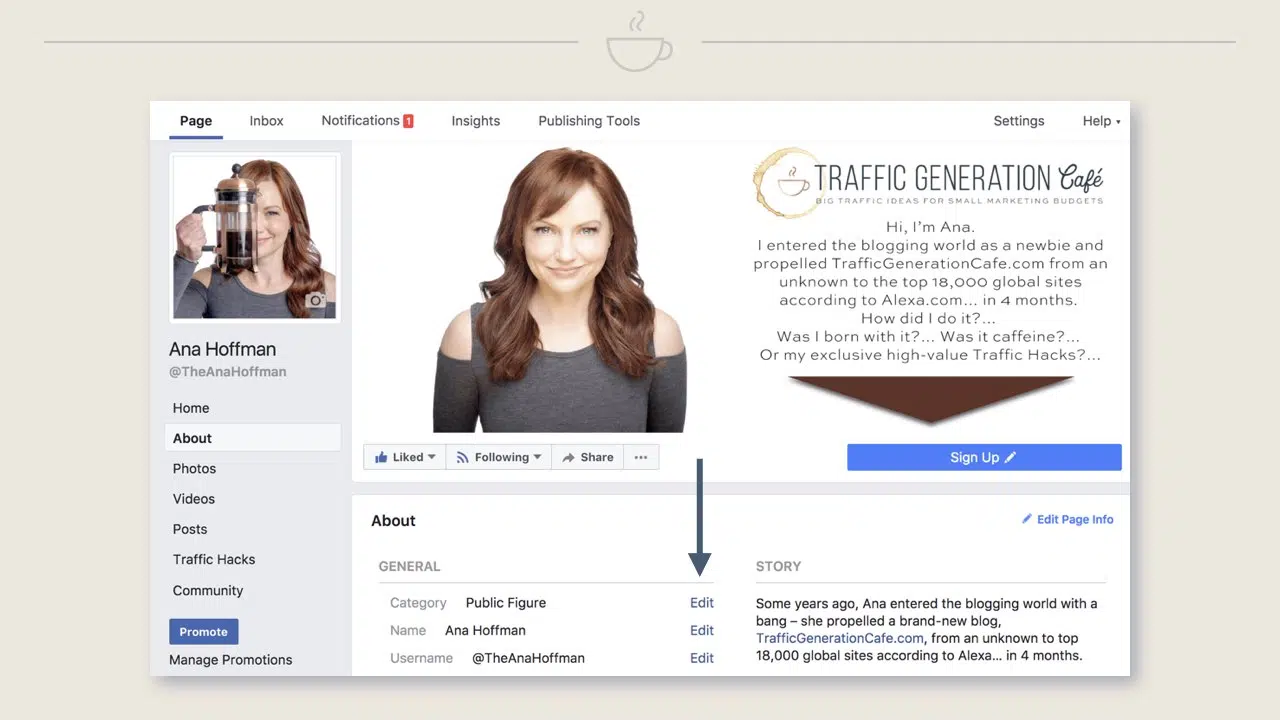 Page Inbox Notifications 1 Insights Publishing Tools Settings Help
Ana Hoffman
@TheAnaHoffman
Home
About
Photos
Videos
Posts
Traffic Hacks
Community
Promote
Manage Promotions
TRAFFIC GENERATION Café
BIG TRAFFIC IDEAS FOR SMALL MARKETING BUDGETS
Hi, I'm Ana.
I entered the blogging world as a newbie and
propelled TrafficGenerationCafe.com from an
unknown to the top 18,000 global sites
according to Alexa.com... in 4 months.
How did I do it?...
Was I born with it?... Was it caffeine?...
Or my exclusive high-value Traffic Hacks?...
Liked Following Share ... Sign Up
About Edit Page Info
GENERAL
Category Public Figure Edit
Name Ana Hoffman Edit
Username @TheAnaHoffman Edit
STORY
Some years ago, Ana entered the blogging world with a
bang – she propelled a brand-new blog,
TrafficGenerationCafe.com, from an unknown to top
18,000 global sites according to Alexa... in 4 months.